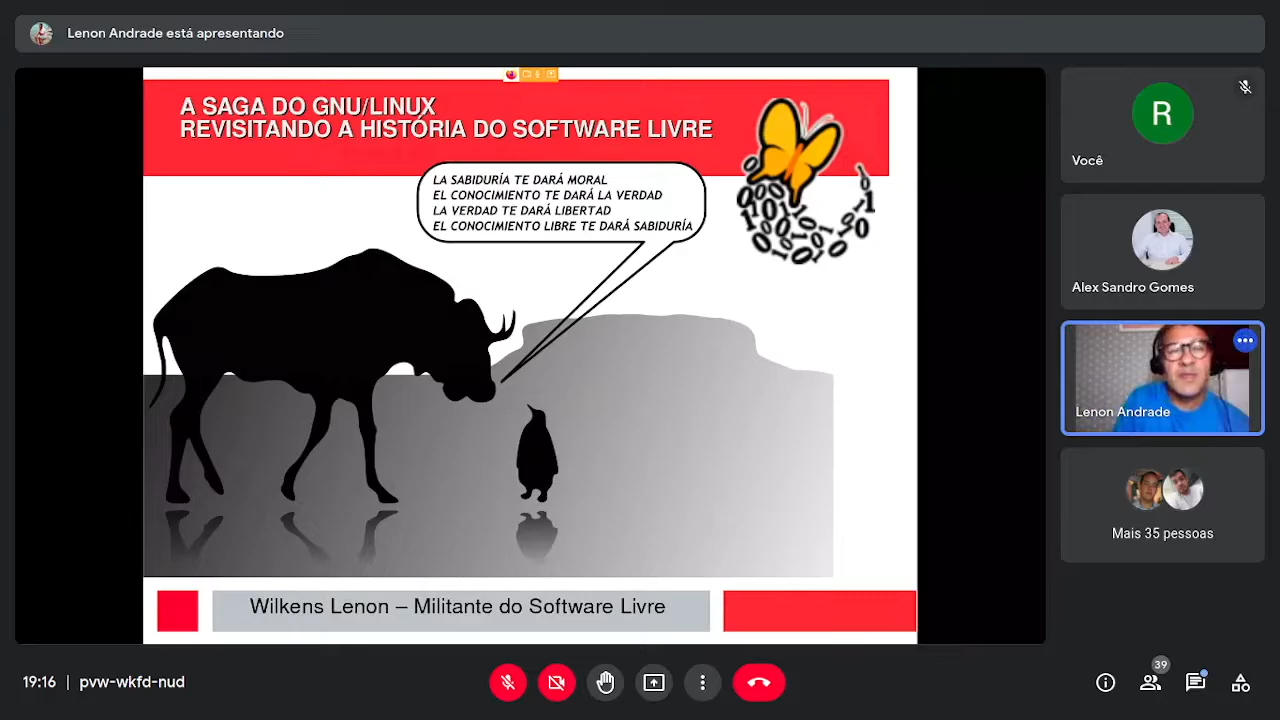 Lenon Andrade está apresentando
A SAGA DO GNU/LINUX
REVISITANDO A HISTÓRIA DO SOFTWARE LIVRE
LA SABIDURÍA TE DARÁ MORAL
EL CONOCIMIENTO TE DARÁ LA VERDAD
LA VERDAD TE DARÁ LIBERTAD
EL CONOCIMIENTO LIBRE TE DARÁ SABIDURÍA
Wilkens Lenon – Militante do Software Livre
R
Você
Alex Sandro Gomes
Lenon Andrade
Mais 35 pessoas
19:16 | pvw-wkfd-nud
39